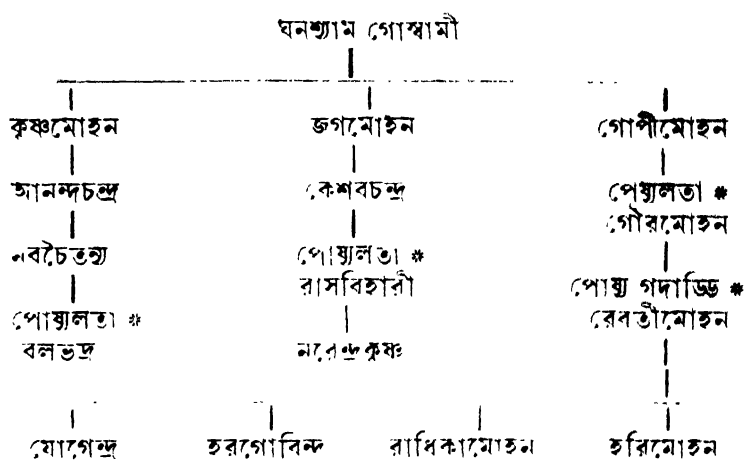 ঘনশ্যাম গোস্বামী
কৃষ্ণমোহন জগমোহন গোপীমোহন
আনন্দচন্দ্র কেশবচন্দ্র পোষ্যলতা *
গৌরমোহন
নবচৈতন্য পোষ্যলতা *
রাসবিহারী পোষ্য গদাড্ডি *
পোষ্যলতা * রেবতীমোহন
বলভদ্র নরেন্দ্রকৃষ্ণ
যোগেন্দ্র হরগোবিন্দ রাধিকামোহন হরিমোহন